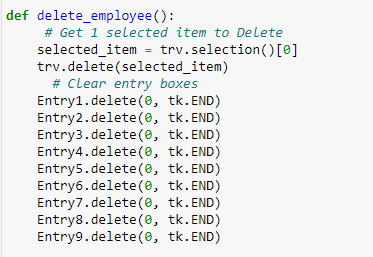 def delete_employee():
# Get 1 selected item to Delete
selected_item = trv.selection()[0]
trv.delete(selected_item)
# Clear entry boxes
Entry1.delete(0, tk.END)
Entry2.delete(0, tk.END)
Entry3.delete(0, tk.END)
Entry4.delete(0, tk.END)
Entry5.delete(0, tk.END)
Entry6.delete(0, tk.END)
Entry7.delete(0, tk.END)
Entry8.delete(0, tk.END)
Entry9.delete(0, tk.END)